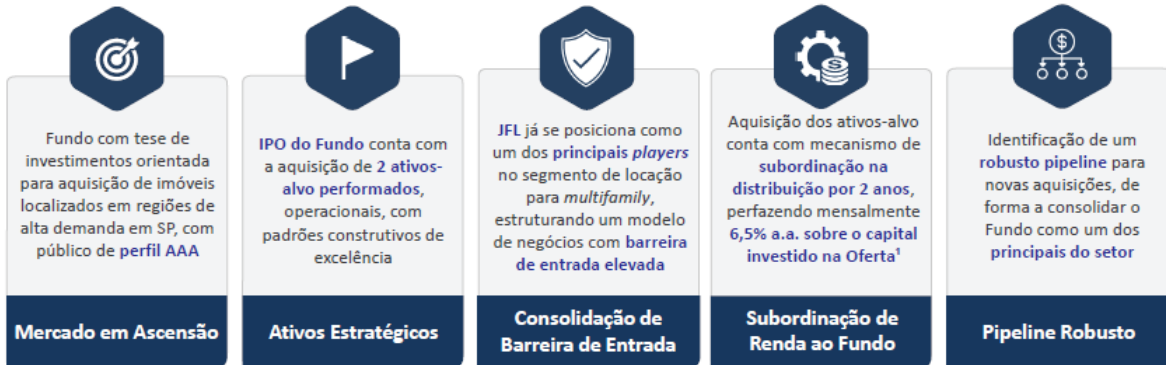 Fundo com tese de
investimentos orientada
para aquisição de imóveis
localizados em regiões de
alta demanda em SP, com
público de perfil AAA
Mercado em Ascensão
IPO do Fundo conta com
a aquisição de 2 ativos-
alvo performados,
operacionais, com
padrões construtivos de
excelência
Ativos Estratégicos
JFL já se posiciona como
um dos principais players
no segmento de locação
para multifamily,
estruturando um modelo
de negócios com barreira
de entrada elevada
Consolidação de
Barreira de Entrada
Aquisição dos ativos-alvo
conta com mecanismo de
subordinação na
distribuição por 2 anos,
perfazendo mensalmente
6,5% a.a. sobre o capital
investido na Oferta¹
Subordinação de
Renda ao Fundo
Identificação de um
robusto pipeline para
novas aquisições, de
forma a consolidar o
Fundo como um dos
principais do setor
Pipeline Robusto